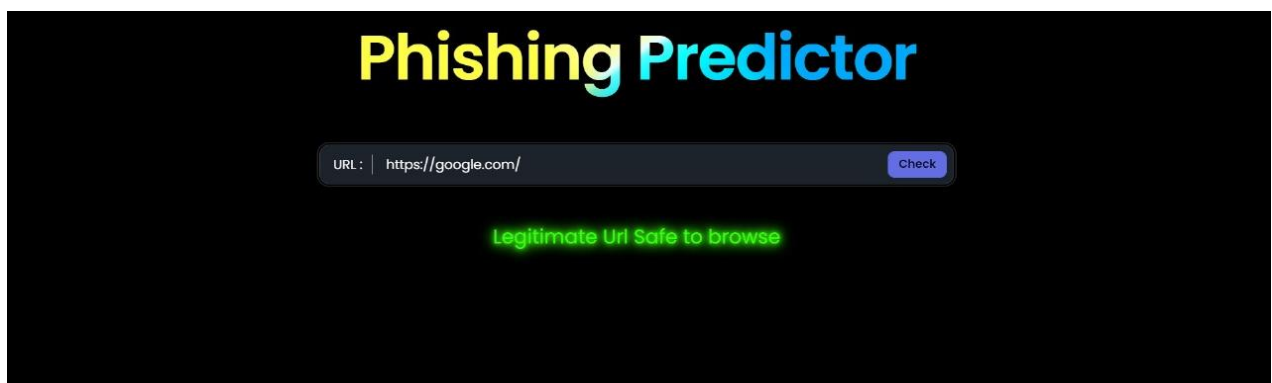 Phishing Predictor
URL : https://google.com/ Check
Legitimate Url Safe to browse